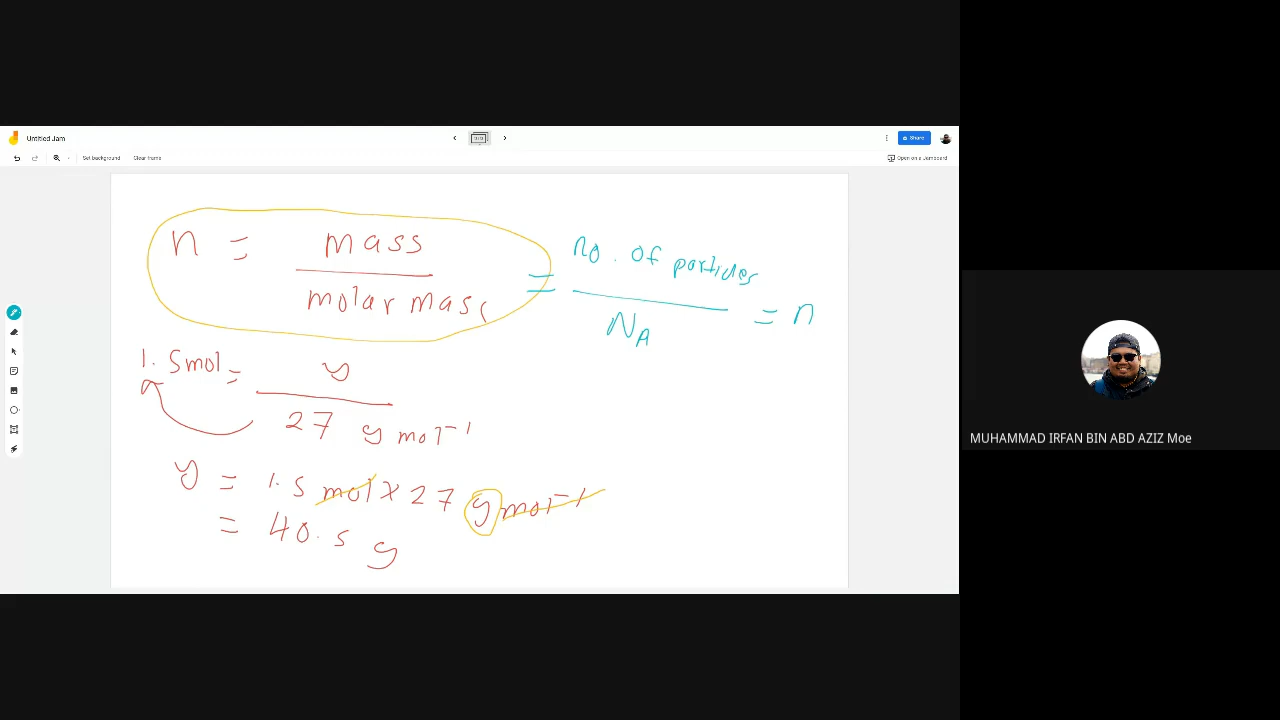 Untitled Jam
Share
Set background Clear frame
Open on a Jamboard
n = mass / molar mass = no. of particles / NA = n
1.5mol = y / 27 g mol⁻¹
y = 1.5 mol x 27 g mol⁻¹
= 40.5 g
MUHAMMAD IRFAN BIN ABD AZIZ Moe